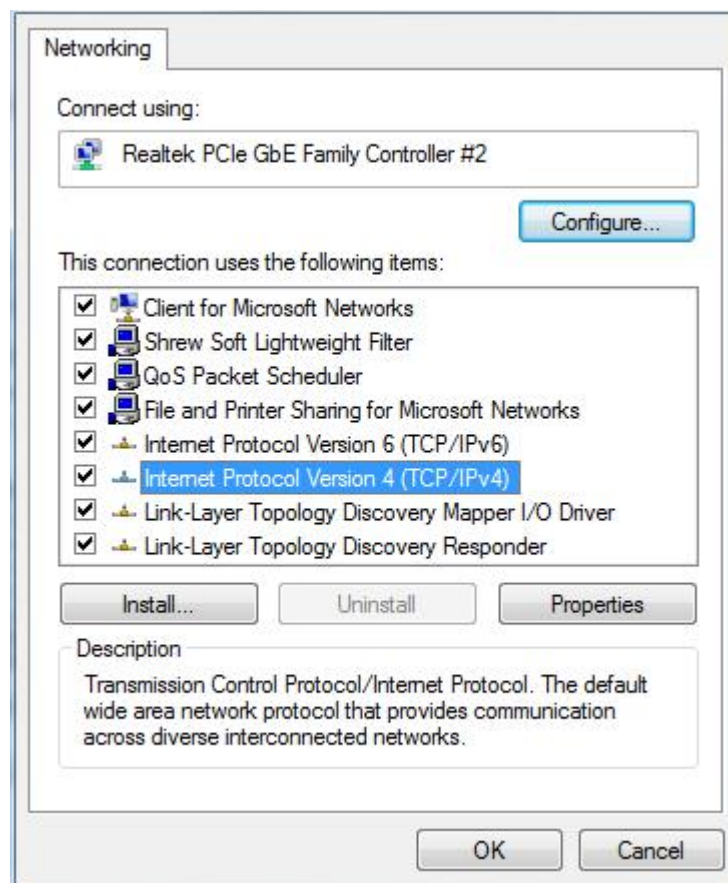 Networking
Connect using:
Realtek PCIe GbE Family Controller #2
Configure...
This connection uses the following items:
Client for Microsoft Networks
Shrew Soft Lightweight Filter
QoS Packet Scheduler
File and Printer Sharing for Microsoft Networks
Internet Protocol Version 6 (TCP/IPv6)
Internet Protocol Version 4 (TCP/IPv4)
Link-Layer Topology Discovery Mapper I/O Driver
Link-Layer Topology Discovery Responder
Install... Uninstall Properties
Description
Transmission Control Protocol/Internet Protocol. The default
wide area network protocol that provides communication
across diverse interconnected networks.
OK Cancel